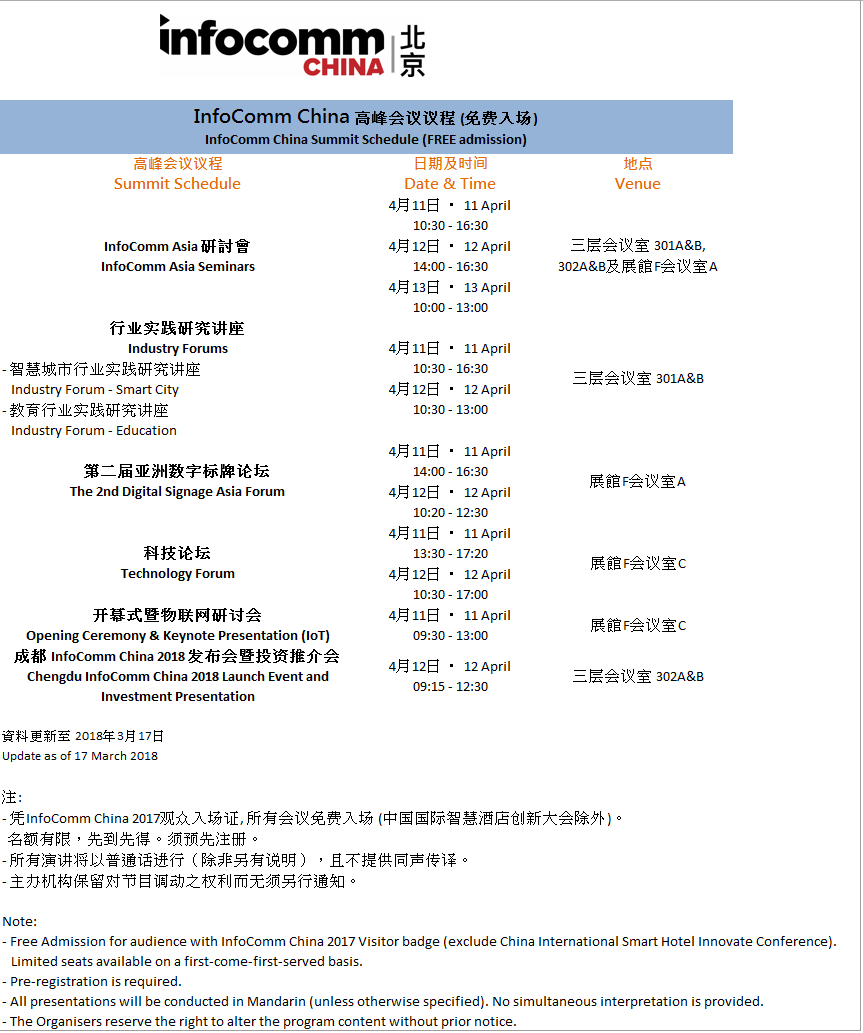 infocomm CHINA 北京
InfoComm China 高峰会议议程 (免费入场)
InfoComm China Summit Schedule (FREE admission)
高峰会议议程 日期及时间 地点
Summit Schedule Date & Time Venue
4月11日 · 11 April
10:30 - 16:30
InfoComm Asia 研討會 4月12日 · 12 April 三层会议室 301A&B,
InfoComm Asia Seminars 14:00 - 16:30 302A&B及展館F会议室A
4月13日 · 13 April
10:00 - 13:00
行业实践研究讲座
Industry Forums 4月11日 · 11 April
- 智慧城市行业实践研究讲座 10:30 - 16:30 三层会议室 301A&B
Industry Forum - Smart City 4月12日 · 12 April
- 教育行业实践研究讲座 10:30 - 13:00
Industry Forum - Education
4月11日 · 11 April
第二届亚洲数字标牌论坛 14:00 - 16:30 展館F会议室A
The 2nd Digital Signage Asia Forum 4月12日 · 12 April
10:20 - 12:30
4月11日 · 11 April
科技论坛 13:30 - 17:20 展館F会议室C
Technology Forum 4月12日 · 12 April
10:30 - 17:00
开幕式暨物联网研讨会 4月11日 · 11 April 展館F会议室C
Opening Ceremony & Keynote Presentation (IoT) 09:30 - 13:00
成都 InfoComm China 2018 发布会暨投资推介会 4月12日 · 12 April 三层会议室 302A&B
Chengdu InfoComm China 2018 Launch Event and 09:15 - 12:30
Investment Presentation
資料更新至 2018年3月17日
Update as of 17 March 2018
注:
- 凭InfoComm China 2017观众入场证, 所有会议免费入场 (中国国际智慧酒店创新大会除外)。
名额有限，先到先得。须预先注册。
- 所有演讲将以普通话进行（除非另有说明），且不提供同声传译。
- 主办机构保留对节目调动之权利而无须另行通知。
Note:
- Free Admission for audience with InfoComm China 2017 Visitor badge (exclude China International Smart Hotel Innovate Conference).
Limited seats available on a first-come-first-served basis.
- Pre-registration is required.
- All presentations will be conducted in Mandarin (unless otherwise specified). No simultaneous interpretation is provided.
- The Organisers reserve the right to alter the program content without prior notice.